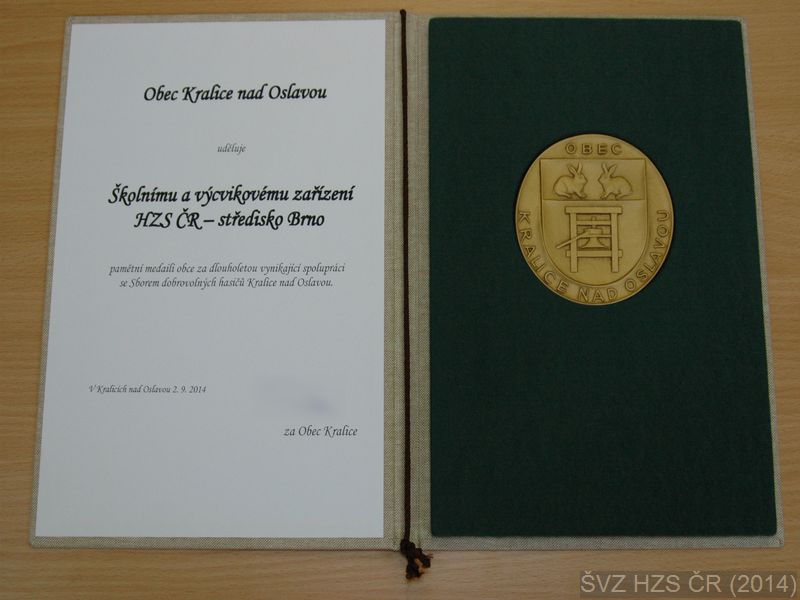 Obec Kralice nad Oslavou
uděluje
Školnímu a výcvikovému zařízení
HZS ČR – středisko Brno
pamětní medaili obce za dlouholetou vynikající spolupráci
se Sborem dobrovolných hasičů Kralice nad Oslavou.
V Kralicích nad Oslavou 2. 9. 2014
za Obec Kralice
OBEC
KRALICE NAD OSLAVOU
ŠVZ HZS ČR (2014)